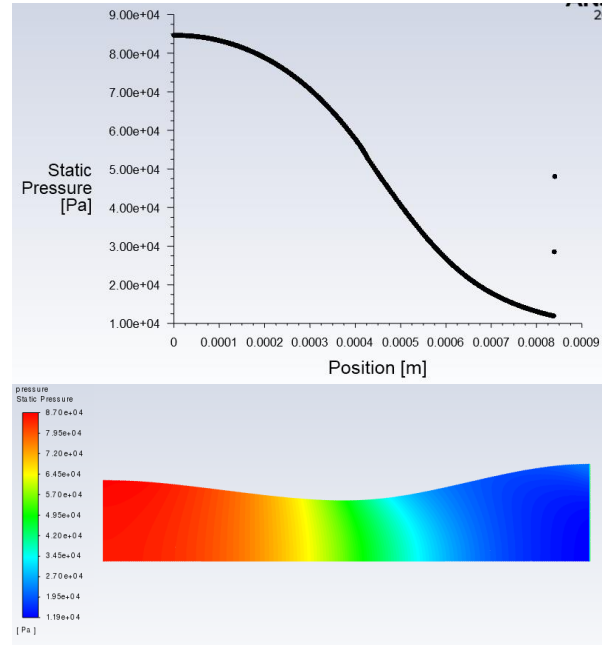 9.00e+04
8.00e+04
7.00e+04
6.00e+04
5.00e+04
4.00e+04
3.00e+04
2.00e+04
1.00e+04
Static
Pressure
[Pa]
0 0.0001 0.0002 0.0003 0.0004 0.0005 0.0006 0.0007 0.0008 0.0009
Position [m]
pressure
Static Pressure
8.70e+04
7.95e+04
7.20e+04
6.45e+04
5.70e+04
4.95e+04
4.20e+04
3.45e+04
2.70e+04
1.95e+04
1.19e+04
[ Pa ]